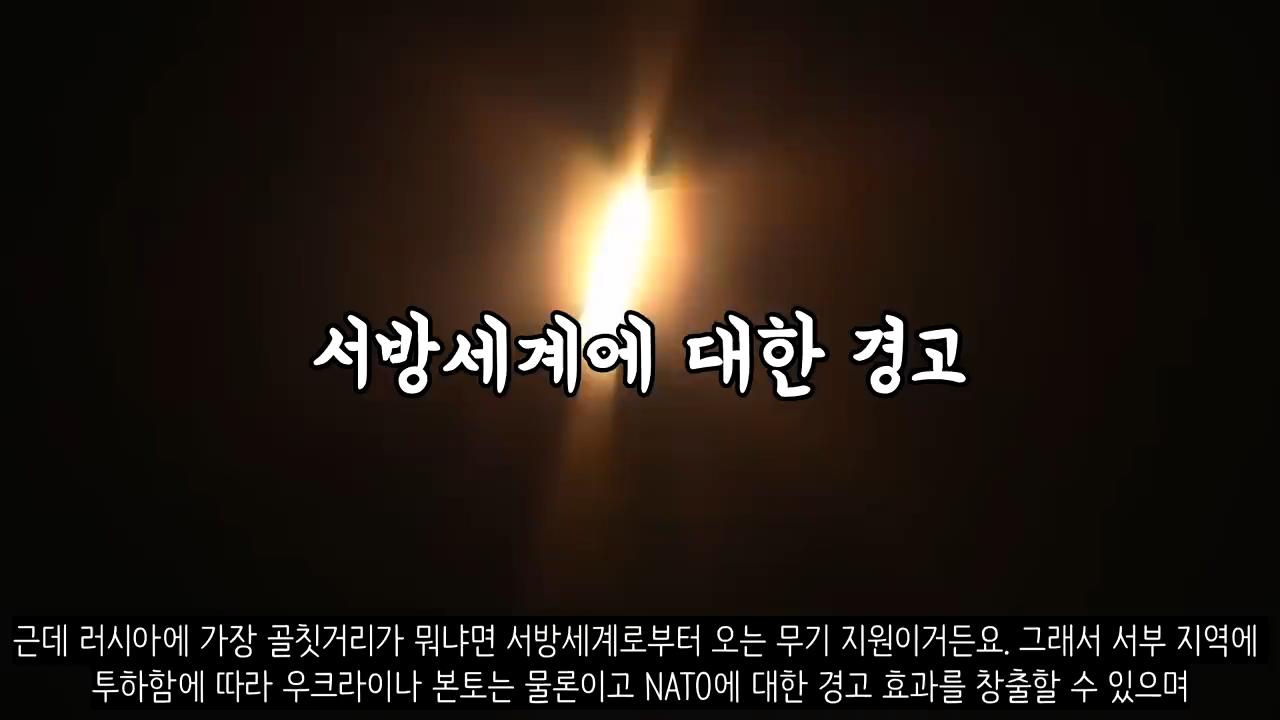 서방세계에 대한 경고
근데 러시아에 가장 골칫거리가 뭐냐면 서방세계로부터 오는 무기 지원이거든요. 그래서 서부 지역에
투하함에 따라 우크라이나 본토는 물론이고 NATO에 대한 경고 효과를 창출할 수 있으며